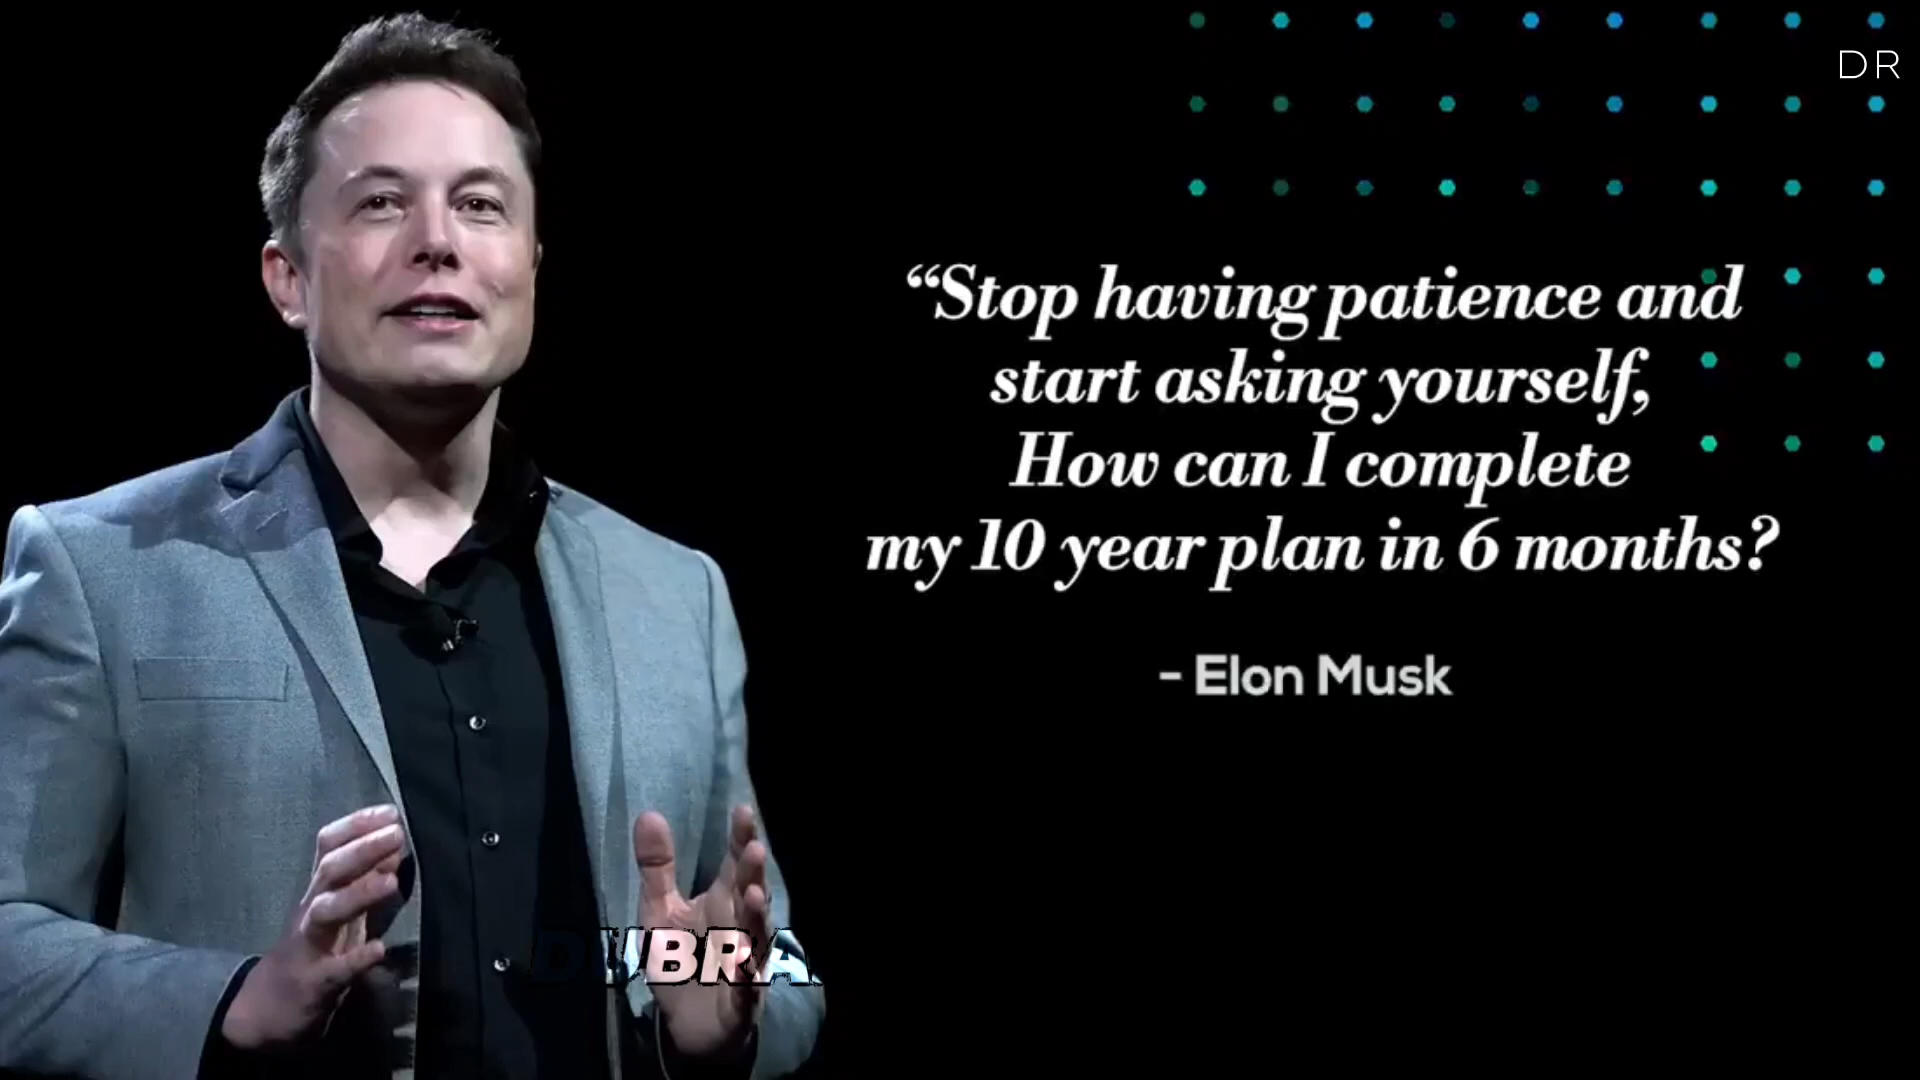 DR
“Stop having patience and
start asking yourself,
How can I complete
my 10 year plan in 6 months?
- Elon Musk
DUBRA